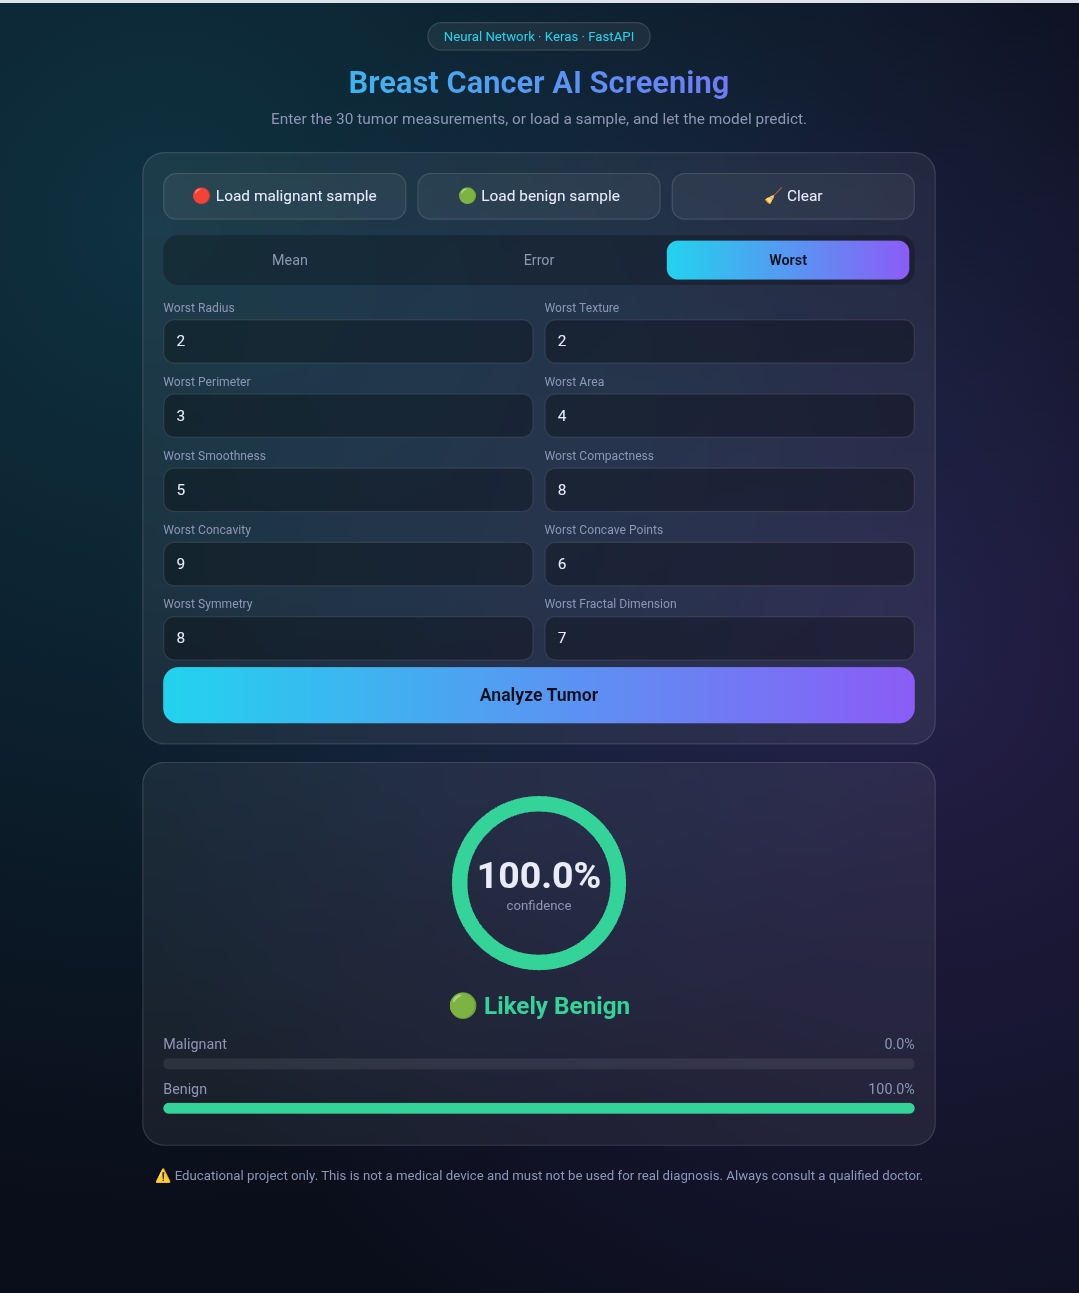 Neural Network · Keras · FastAPI
Breast Cancer AI Screening
Enter the 30 tumor measurements, or load a sample, and let the model predict.
🔴 Load malignant sample
🟢 Load benign sample
🧹 Clear
Mean
Error
Worst
Worst Radius
2
Worst Texture
2
Worst Perimeter
3
Worst Area
4
Worst Smoothness
5
Worst Compactness
8
Worst Concavity
9
Worst Concave Points
6
Worst Symmetry
8
Worst Fractal Dimension
7
Analyze Tumor
100.0%
confidence
🟢 Likely Benign
Malignant 0.0%
Benign 100.0%
⚠️ Educational project only. This is not a medical device and must not be used for real diagnosis. Always consult a qualified doctor.